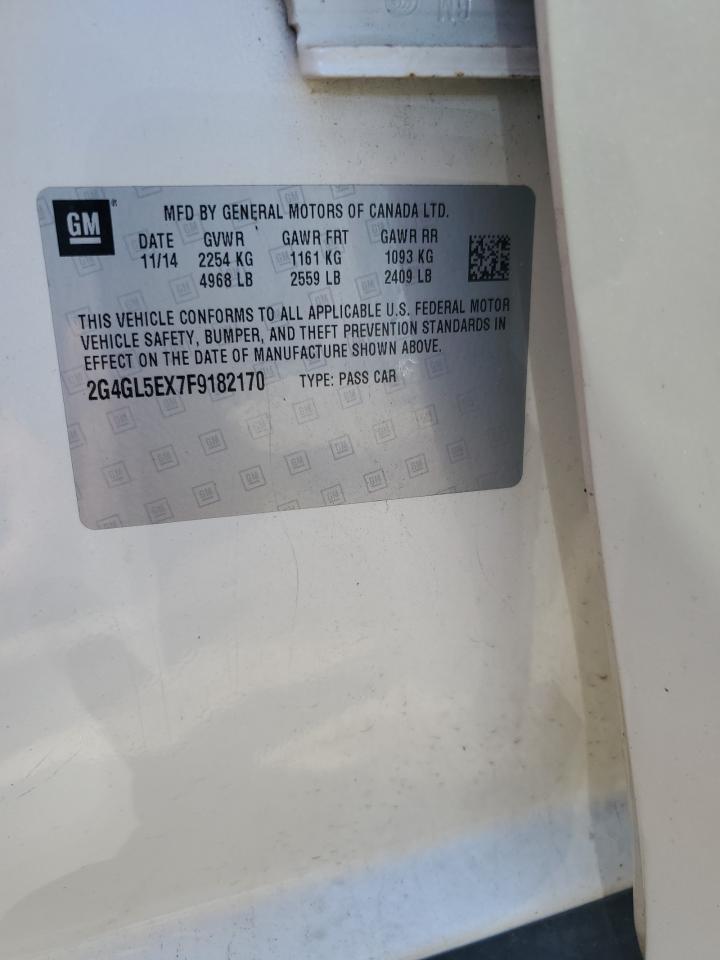 GM
MFD BY GENERAL MOTORS OF CANADA LTD.
DATE GVWR GAWR FRT GAWR RR
11/14 2254 KG 1161 KG 1093 KG
4968 LB 2559 LB 2409 LB
THIS VEHICLE CONFORMS TO ALL APPLICABLE U.S. FEDERAL MOTOR
VEHICLE SAFETY, BUMPER, AND THEFT PREVENTION STANDARDS IN
EFFECT ON THE DATE OF MANUFACTURE SHOWN ABOVE.
2G4GL5EX7F9182170 TYPE: PASS CAR